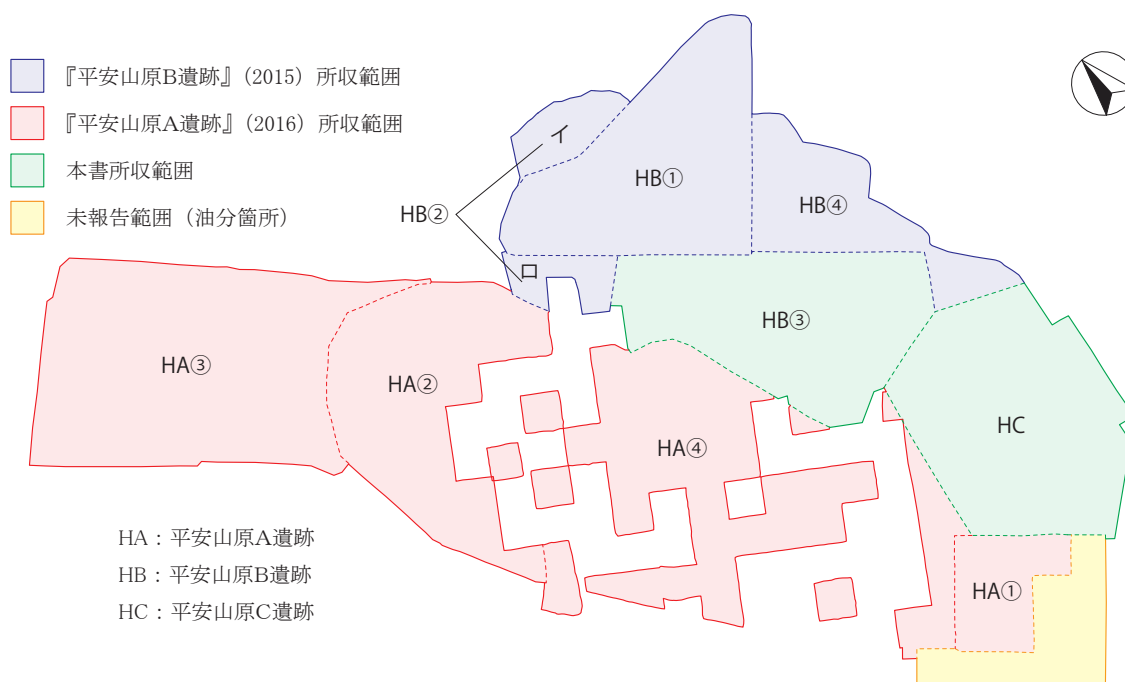 『平安山原B遺跡』(2015) 所収範囲
『平安山原A遺跡』(2016) 所収範囲
本書所収範囲
未報告範囲（油分箇所）
イ
HB①
HB②
HB④
ロ
HB③
HA③
HA②
HA④
HC
HA①
HA：平安山原A遺跡
HB：平安山原B遺跡
HC：平安山原C遺跡